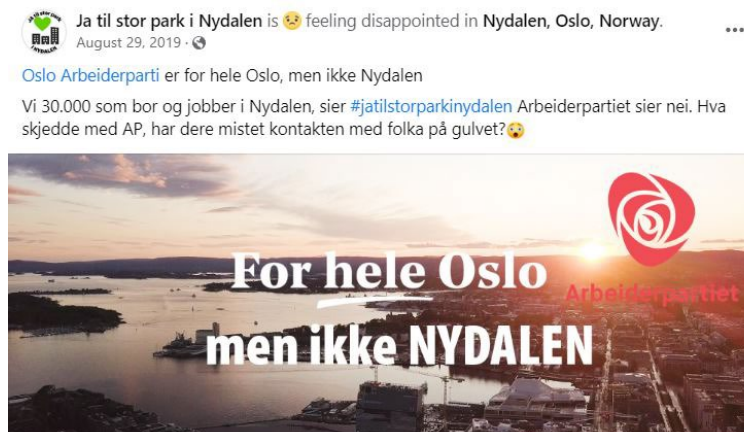 Ja til stor park i Nydalen is 😟 feeling disappointed in Nydalen, Oslo, Norway.
August 29, 2019 ·
Oslo Arbeiderparti er for hele Oslo, men ikke Nydalen
Vi 30.000 som bor og jobber i Nydalen, sier #jatilstorparkinydalen Arbeiderpartiet sier nei. Hva
skjedde med AP, har dere mistet kontakten med folka på gulvet?😧
For hele Oslo
Arbeiderpartiet
men ikke NYDALEN